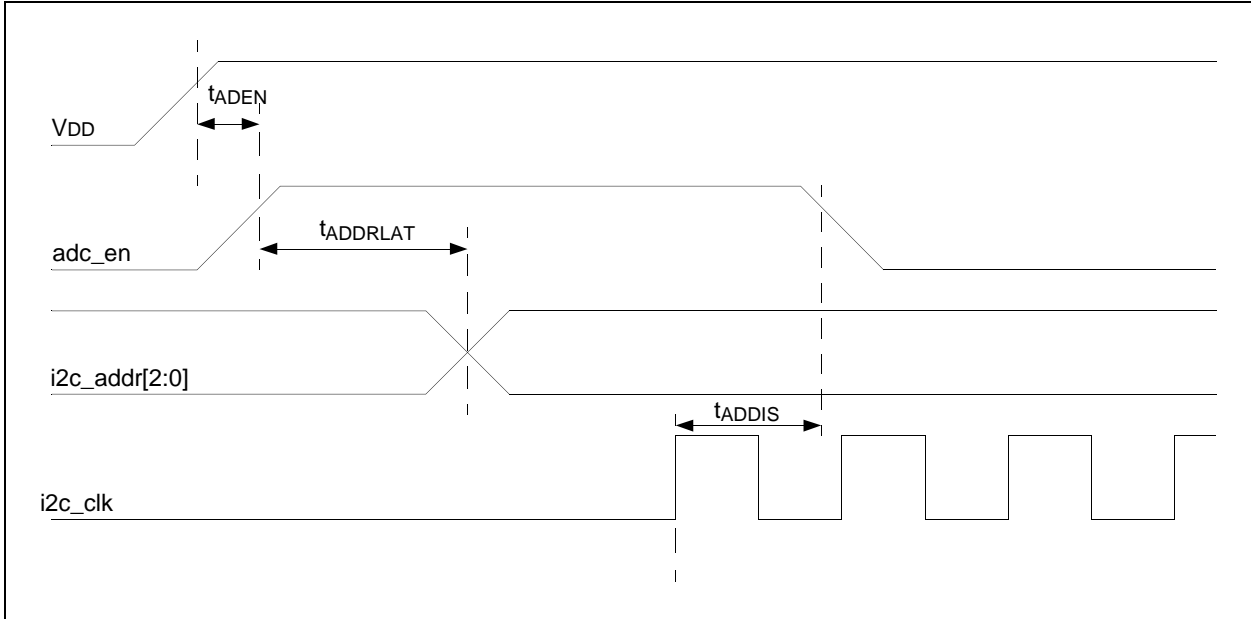 tADEN
VDD
tADDRLAT
adc_en
i2c_addr[2:0]
tADDIS
i2c_clk